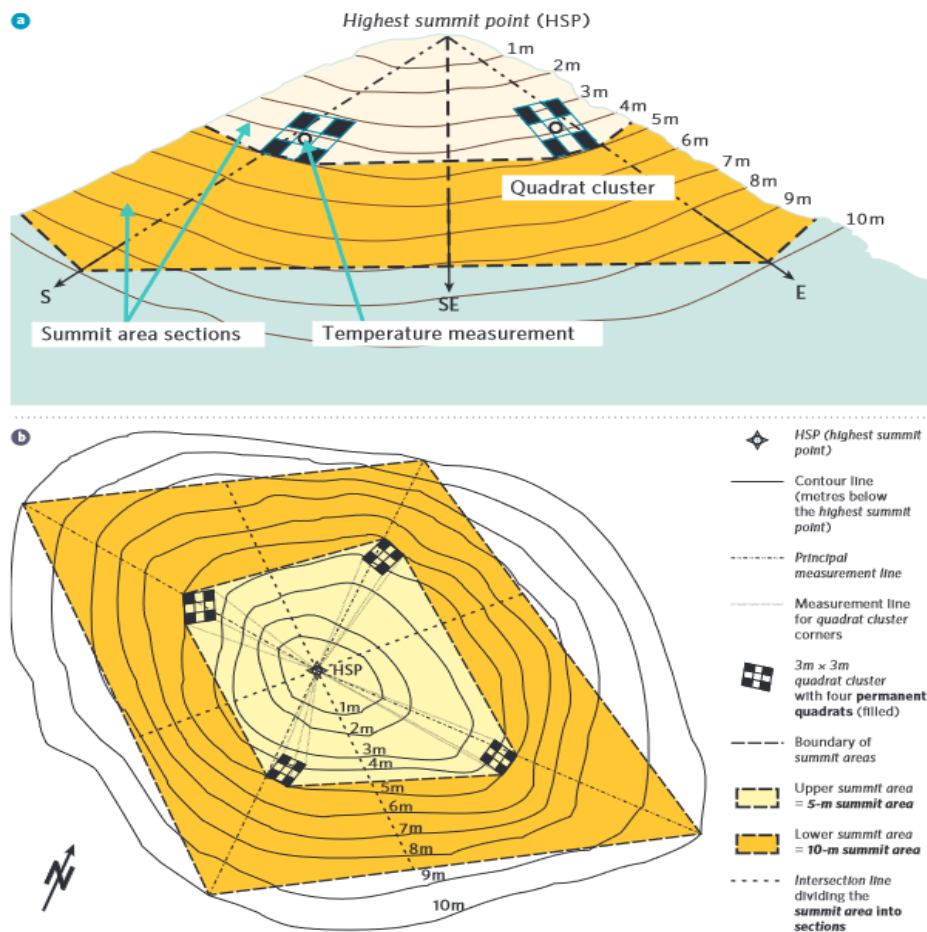 a
Highest summit point (HSP)
1m
2m
3m
4m
5m
6m
7m
8m
9m
10m
Quadrat cluster
S
SE
E
Summit area sections
Temperature measurement
b
HSP
1m
2m
3m
4m
5m
6m
7m
8m
9m
10m
N
HSP (highest summit
point)
Contour line
(metres below
the highest summit
point)
Principal
measurement line
Measurement line
for quadrat cluster
corners
3m × 3m
quadrat cluster
with four permanent
quadrats (filled)
Boundary of
summit areas
Upper summit area
= 5-m summit area
Lower summit area
= 10-m summit area
Intersection line
dividing the
summit area into
sections